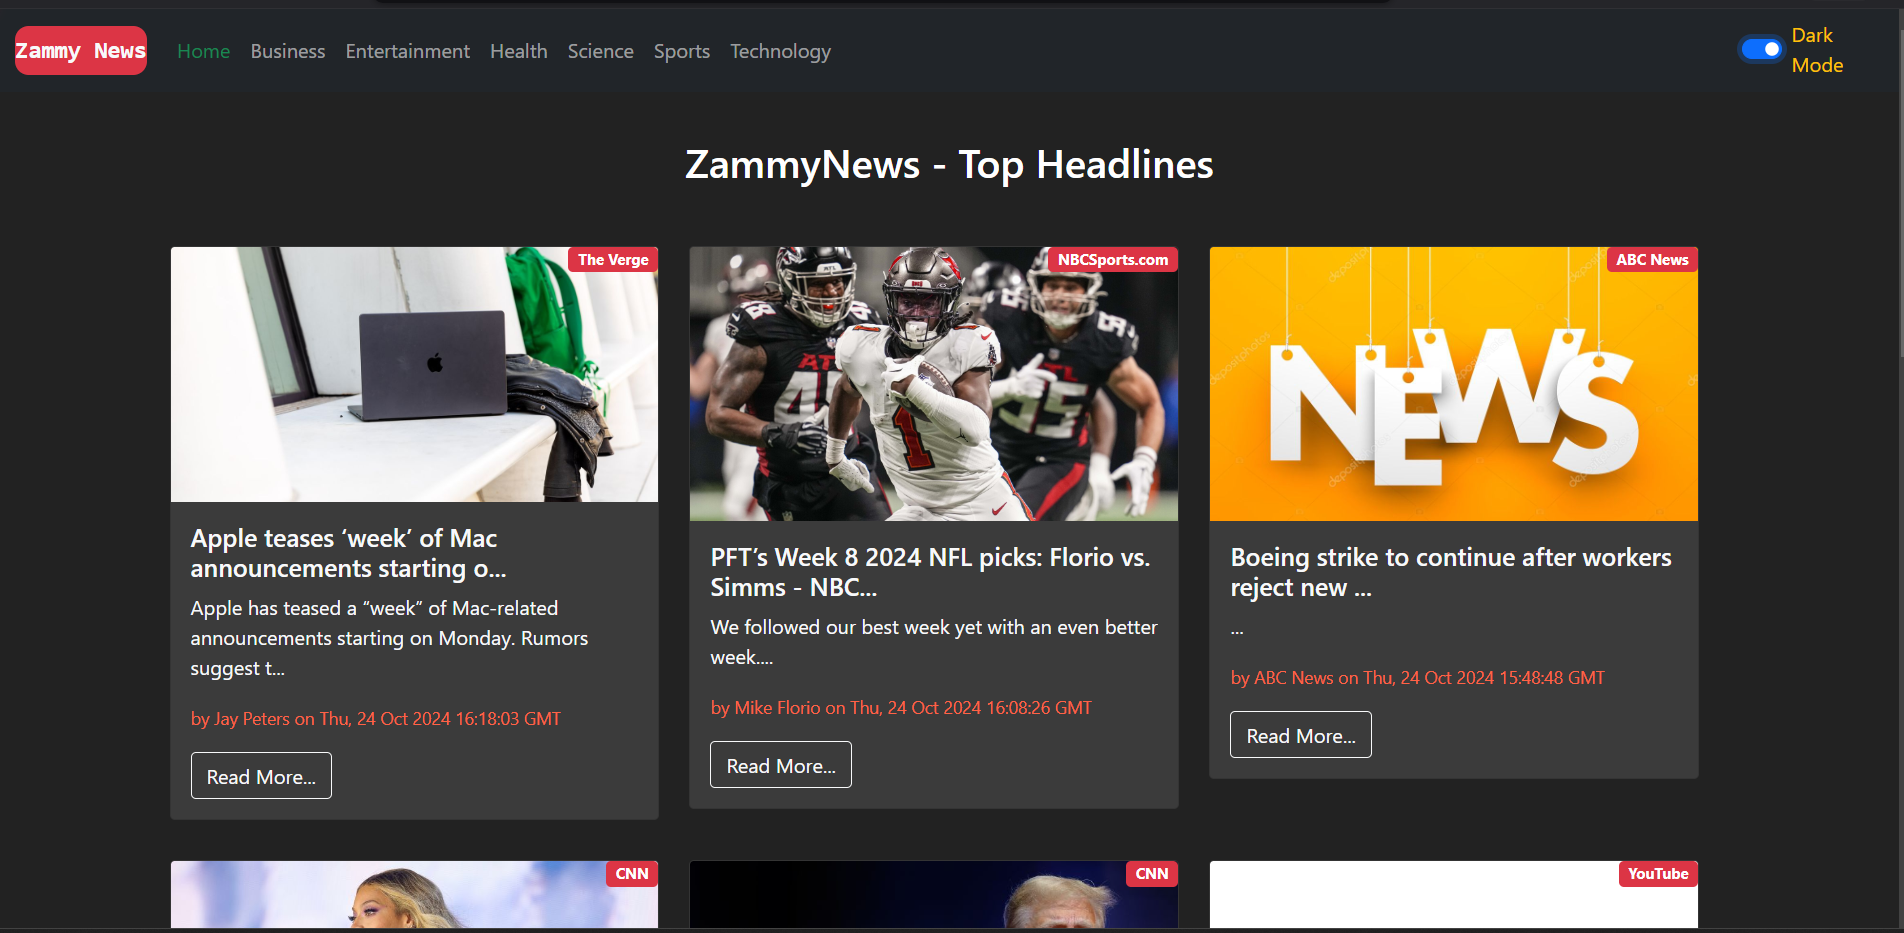 Zammy News
Home Business Entertainment Health Science Sports Technology
Dark
Mode
ZammyNews - Top Headlines
The Verge
Apple teases ‘week’ of Mac
announcements starting o...
Apple has teased a “week” of Mac-related
announcements starting on Monday. Rumors
suggest t...
by Jay Peters on Thu, 24 Oct 2024 16:18:03 GMT
Read More...
NBCSports.com
NFL
ATL
1
PFT’s Week 8 2024 NFL picks: Florio vs.
Simms - NBC...
We followed our best week yet with an even better
week....
by Mike Florio on Thu, 24 Oct 2024 16:08:26 GMT
Read More...
ABC News
depositphotos
NEWS
Boeing strike to continue after workers
reject new ...
...
by ABC News on Thu, 24 Oct 2024 15:48:48 GMT
Read More...
CNN
CNN
YouTube